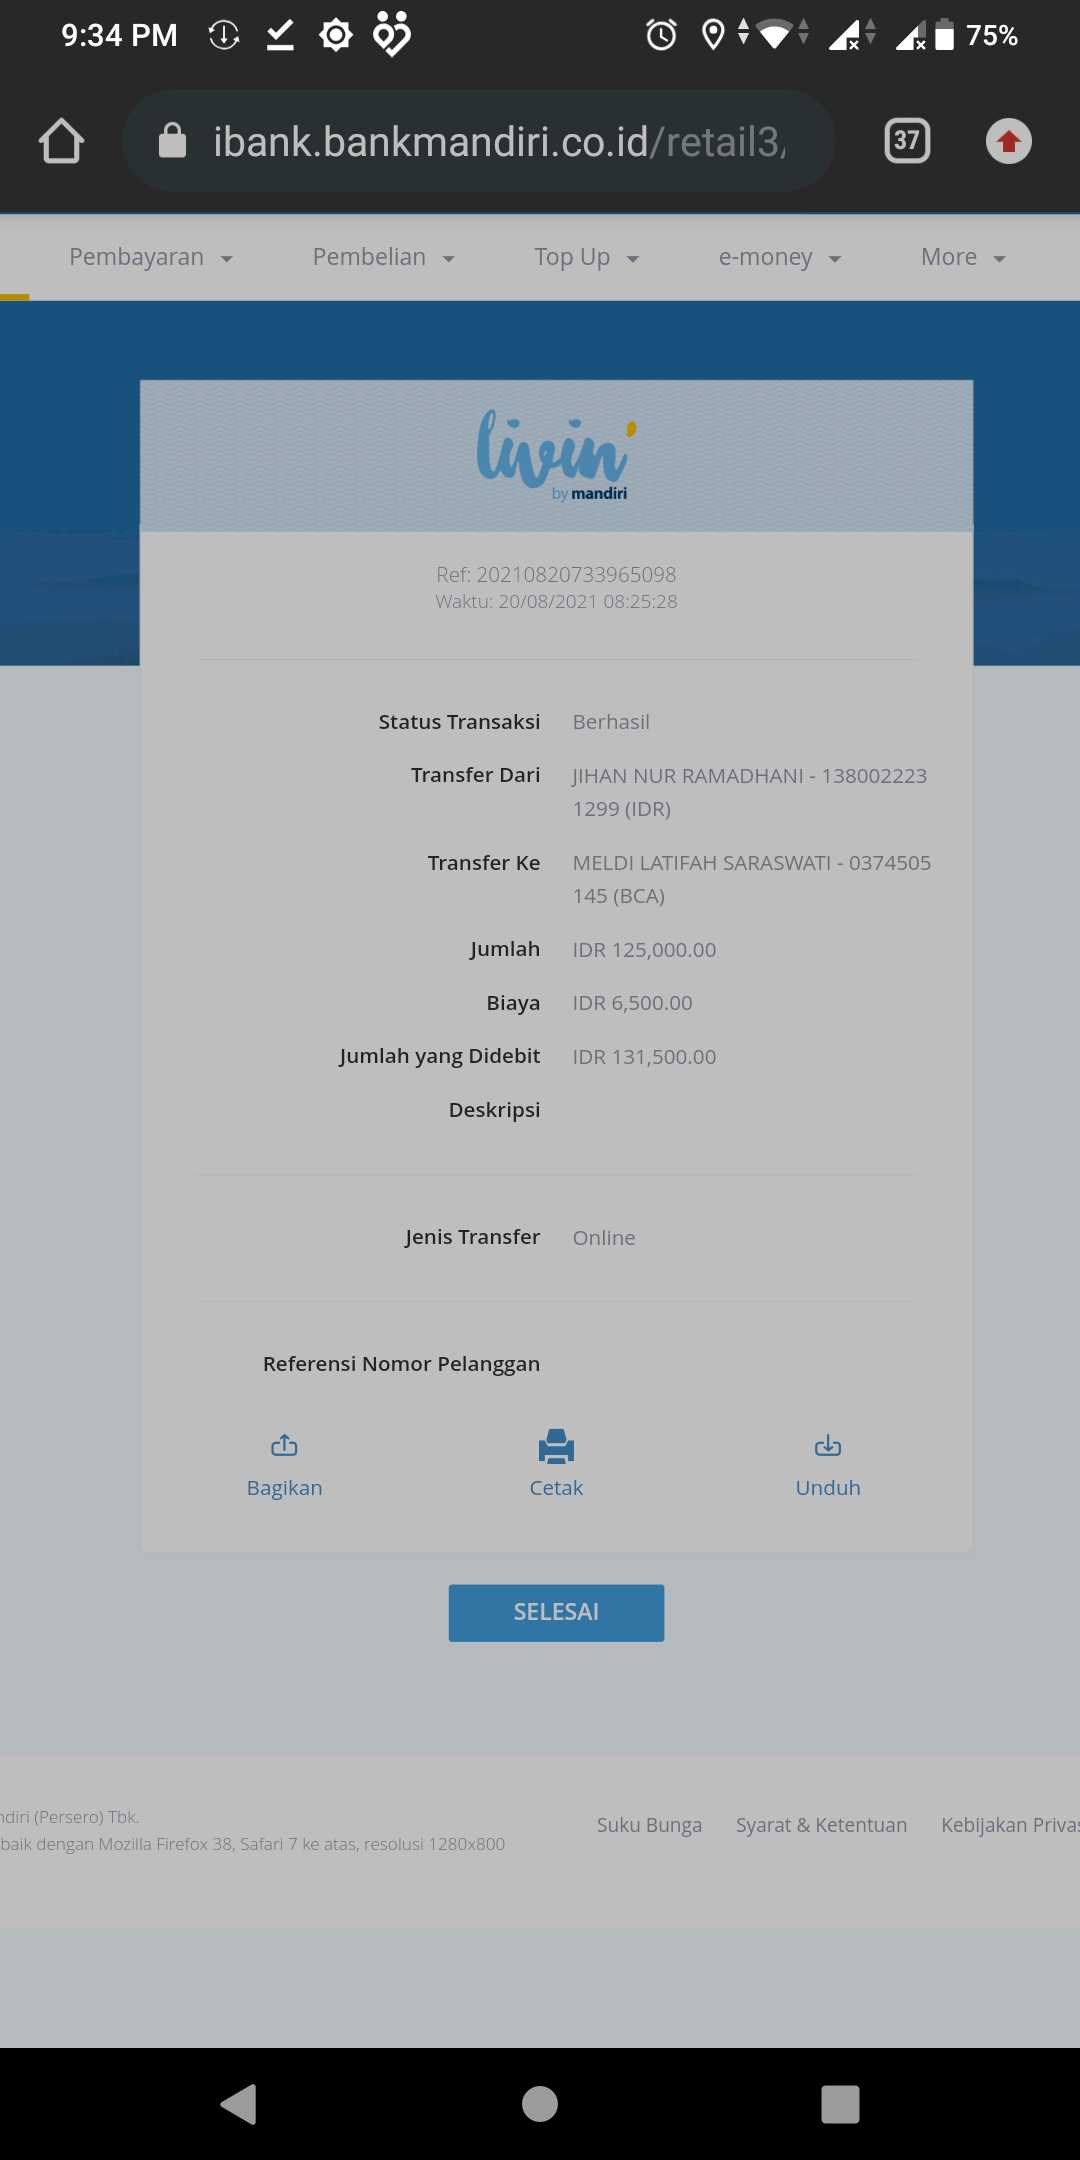 9:34 PM 75%
ibank.bankmandiri.co.id/retail3/ 37
Pembayaran Pembelian Top Up e-money More
livin'
by mandiri
Ref: 20210820733965098
Waktu: 20/08/2021 08:25:28
Status Transaksi Berhasil
Transfer Dari JIHAN NUR RAMADHANI - 138002223
1299 (IDR)
Transfer Ke MELDI LATIFAH SARASWATI - 0374505
145 (BCA)
Jumlah IDR 125,000.00
Biaya IDR 6,500.00
Jumlah yang Didebit IDR 131,500.00
Deskripsi
Jenis Transfer Online
Referensi Nomor Pelanggan
Bagikan Cetak Unduh
SELESAI
ndiri (Persero) Tbk.
baik dengan Mozilla Firefox 38, Safari 7 ke atas, resolusi 1280x800
Suku Bunga Syarat & Ketentuan Kebijakan Privas